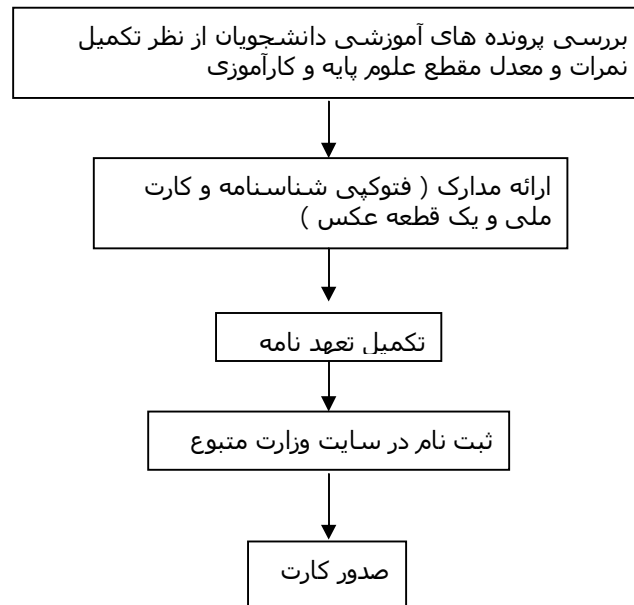 بررسی پرونده های آموزشی دانشجویان از نظر تکمیل
نمرات و معدل مقطع علوم پایه و کارآموزی
ارائه مدارک ( فتوکپی شناسنامه و کارت
ملی و یک قطعه عکس )
تکمیل تعهد نامه
ثبت نام در سایت وزارت متبوع
صدور کارت